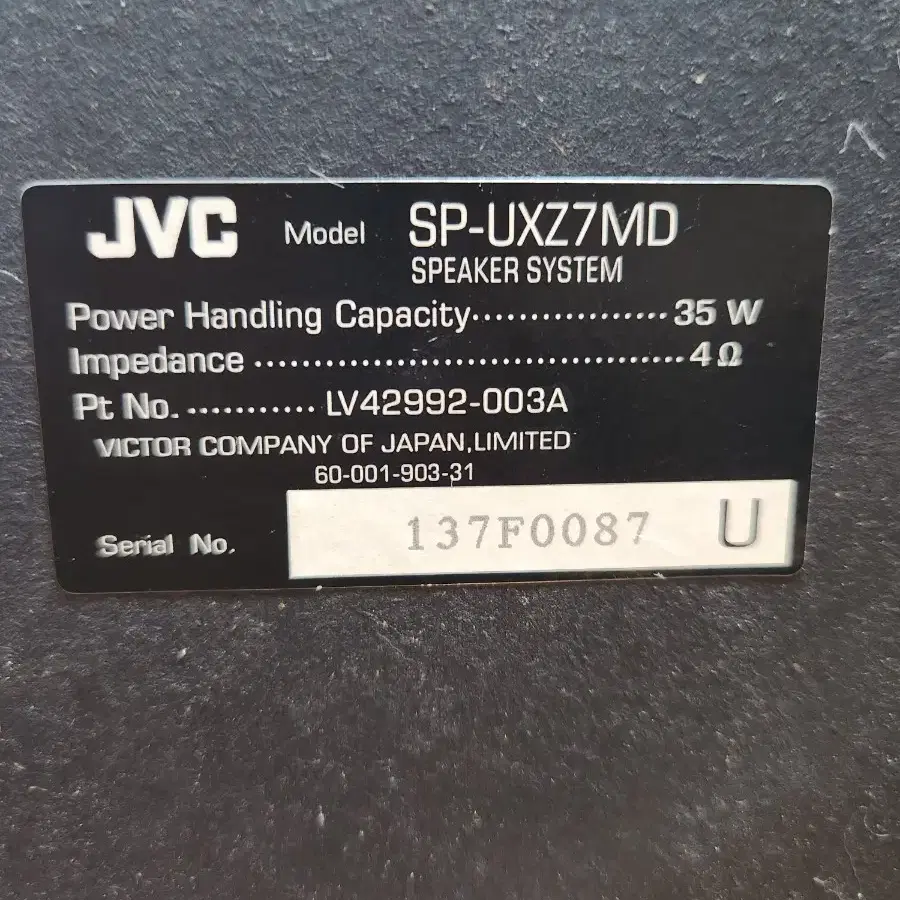 JVC Model SP-UXZ7MD
SPEAKER SYSTEM
Power Handling Capacity................. 35 W
Impedance ..................................... 4Ω
Pt No. ........... LV42992-003A
VICTOR COMPANY OF JAPAN,LIMITED
60-001-903-31
Serial No. 137F0087 U